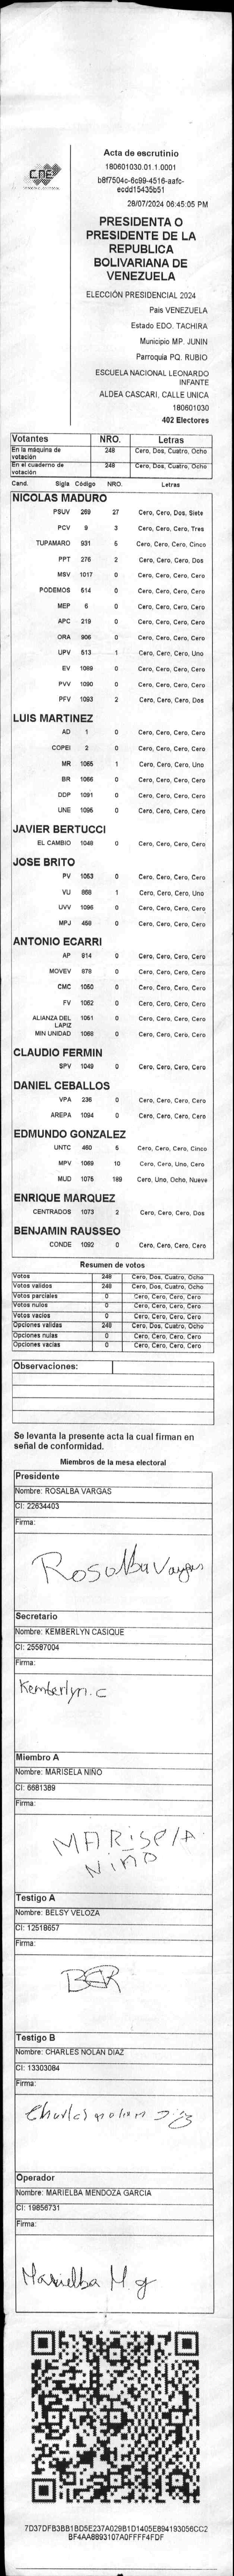 Acta de escrutinio
CNE
180601030.01.1.0001
b8f7504c-6c99-4516-aafc-
ecdd15435b51
28/07/2024 06:45:05 PM
PRESIDENTA O
PRESIDENTE DE LA
REPUBLICA
BOLIVARIANA DE
VENEZUELA
ELECCIÓN PRESIDENCIAL 2024
Pais VENEZUELA
Estado EDO. TACHIRA
Municipio MP. JUNIN
Parroquia PQ. RUBIO
ESCUELA NACIONAL LEONARDO
INFANTE
ALDEA CASCARI, CALLE UNICA
180601030
402 Electores
Votantes NRO. Letras
En la máquina de votación 248 Cero, Dos, Cuatro, Ocho
En el cuaderno de votación 248 Cero, Dos, Cuatro, Ocho
Cand. Sigla Código NRO. Letras
NICOLAS MADURO
PSUV 269 27 Cero, Cero, Dos, Siete
PCV 9 3 Cero, Cero, Cero, Tres
TUPAMARO 931 5 Cero, Cero, Cero, Cinco
PPT 276 2 Cero, Cero, Cero, Dos
MSV 1017 0 Cero, Cero, Cero, Cero
PODEMOS 514 0 Cero, Cero, Cero, Cero
MEP 6 0 Cero, Cero, Cero, Cero
APC 219 0 Cero, Cero, Cero, Cero
ORA 906 0 Cero, Cero, Cero, Cero
UPV 513 1 Cero, Cero, Cero, Uno
EV 1089 0 Cero, Cero, Cero, Cero
PVV 1090 0 Cero, Cero, Cero, Cero
PFV 1093 2 Cero, Cero, Cero, Dos
LUIS MARTINEZ
AD 1 0 Cero, Cero, Cero, Cero
COPEI 2 0 Cero, Cero, Cero, Cero
MR 1065 1 Cero, Cero, Cero, Uno
BR 1066 0 Cero, Cero, Cero, Cero
DDP 1091 0 Cero, Cero, Cero, Cero
UNE 1095 0 Cero, Cero, Cero, Cero
JAVIER BERTUCCI
EL CAMBIO 1048 0 Cero, Cero, Cero, Cero
JOSE BRITO
PV 1053 0 Cero, Cero, Cero, Cero
VU 868 1 Cero, Cero, Cero, Uno
UVV 1096 0 Cero, Cero, Cero, Cero
MPJ 458 0 Cero, Cero, Cero, Cero
ANTONIO ECARRI
AP 914 0 Cero, Cero, Cero, Cero
MOVEV 878 0 Cero, Cero, Cero, Cero
CMC 1050 0 Cero, Cero, Cero, Cero
FV 1052 0 Cero, Cero, Cero, Cero
ALIANZA DEL LAPIZ 1051 0 Cero, Cero, Cero, Cero
MIN UNIDAD 1068 0 Cero, Cero, Cero, Cero
CLAUDIO FERMIN
SPV 1049 0 Cero, Cero, Cero, Cero
DANIEL CEBALLOS
VPA 236 0 Cero, Cero, Cero, Cero
AREPA 1094 0 Cero, Cero, Cero, Cero
EDMUNDO GONZALEZ
UNTC 460 5 Cero, Cero, Cero, Cinco
MPV 1069 10 Cero, Cero, Uno, Cero
MUD 1075 189 Cero, Uno, Ocho, Nueve
ENRIQUE MARQUEZ
CENTRADOS 1073 2 Cero, Cero, Cero, Dos
BENJAMIN RAUSSEO
CONDE 1092 0 Cero, Cero, Cero, Cero
Resumen de votos
Votos 248 Cero, Dos, Cuatro, Ocho
Votos validos 248 Cero, Dos, Cuatro, Ocho
Votos parciales 0 Cero, Cero, Cero, Cero
Votos nulos 0 Cero, Cero, Cero, Cero
Votos vacios 0 Cero, Cero, Cero, Cero
Opciones validas 248 Cero, Dos, Cuatro, Ocho
Opciones nulas 0 Cero, Cero, Cero, Cero
Opciones vacias 0 Cero, Cero, Cero, Cero
Observaciones:
Se levanta la presente acta la cual firman en
señal de conformidad.
Miembros de la mesa electoral
Presidente
Nombre: ROSALBA VARGAS
CI: 22634403
Firma:
Rosalba Vargas
Secretario
Nombre: KEMBERLYN CASIQUE
CI: 25587004
Firma:
Kemberlyn. C
Miembro A
Nombre: MARISELA NIÑO
CI: 6681389
Firma:
MARISELA
NIÑO
Testigo A
Nombre: BELSY VELOZA
CI: 12518657
Firma:
Testigo B
Nombre: CHARLES NOLAN DIAZ
CI: 13303084
Firma:
Charles nolan Diaz
Operador
Nombre: MARIELBA MENDOZA GARCIA
CI: 19856731
Firma:
Marielba M. g
7D37DFB3BB1BD5E237A029B1D1405E894193056CC2
BF4AA8893107A0FFFF4FDF